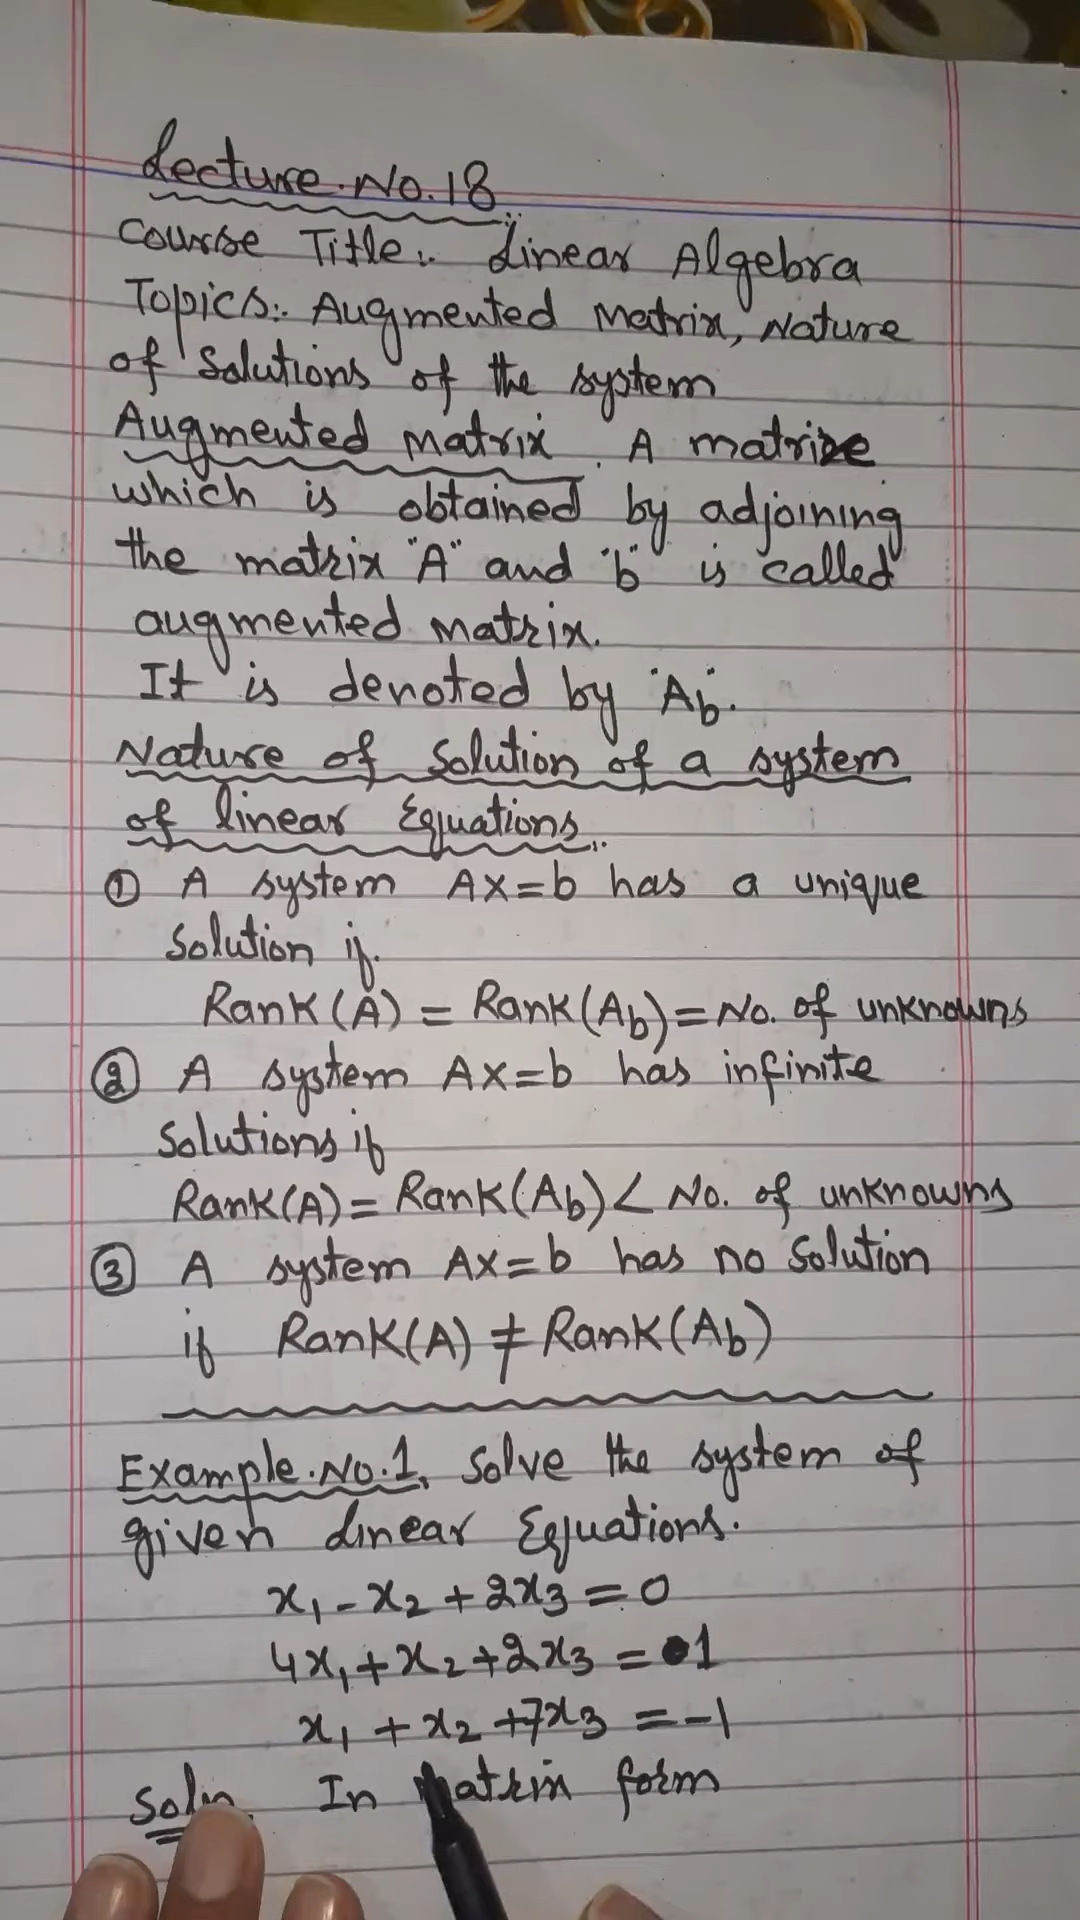 Lecture.No.18
Course Title:. Linear Algebra
Topics:. Augmented Matrix, Nature
of Solutions of the system
Augmented Matrix. A matrix
which is obtained by adjoining
the matrix "A" and "b" is called
augmented matrix.
It is denoted by "Ab".
Nature of Solution of a system
of linear Equations.
① A system AX=b has a unique
Solution if.
Rank(A) = Rank(Ab)=No. of unknowns
② A system AX=b has infinite
Solutions if
Rank(A)=Rank(Ab)< No. of unknowns
③ A system AX=b has no Solution
if Rank(A) ≠ Rank(Ab)
Example.No.1. Solve the system of
given Linear Equations.
x₁-x₂+2x₃=0
4x₁+x₂+2x₃=1
x₁+x₂+7x₃=-1
Soln. In Matrix form